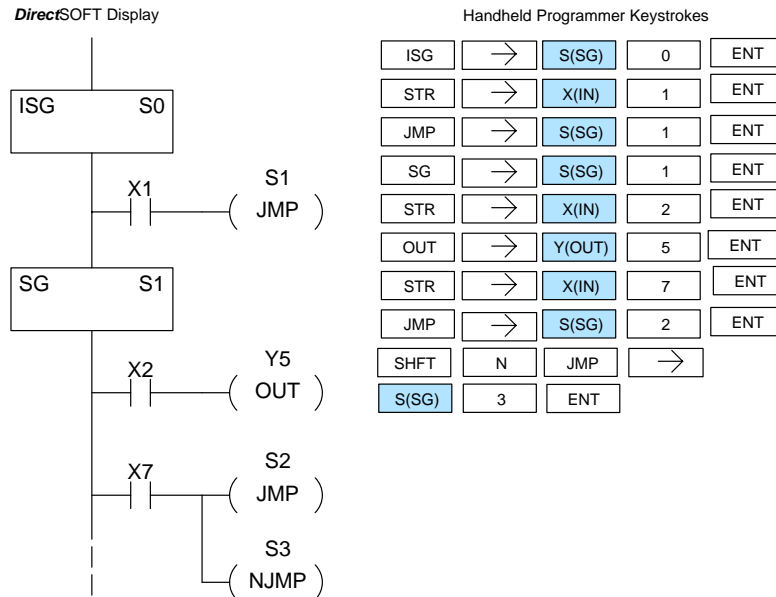 DirectSOFT Display
ISG S0
X1
S1
JMP
SG S1
X2
Y5
OUT
X7
S2
JMP
S3
NJMP
Handheld Programmer Keystrokes
ISG → S(SG) 0 ENT
STR → X(IN) 1 ENT
JMP → S(SG) 1 ENT
SG → S(SG) 1 ENT
STR → X(IN) 2 ENT
OUT → Y(OUT) 5 ENT
STR → X(IN) 7 ENT
JMP → S(SG) 2 ENT
SHFT N JMP →
S(SG) 3 ENT